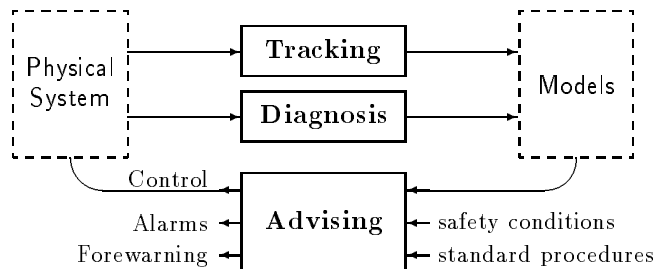 Tracking
Physical
System
Models
Diagnosis
Control
Alarms
Forewarning
Advising
safety conditions
standard procedures